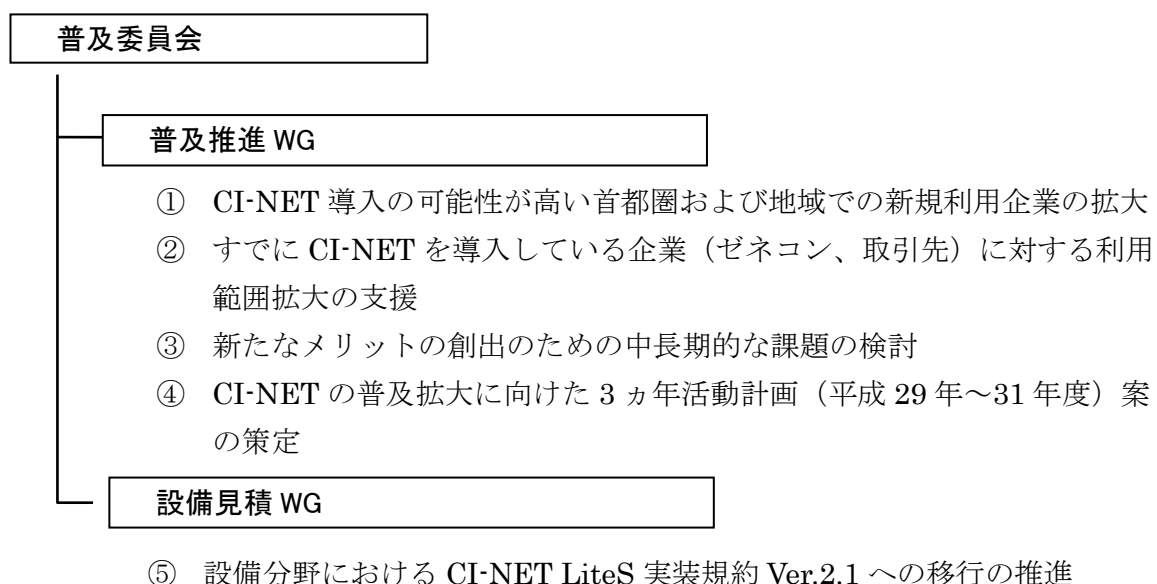 普及委員会
普及推進 WG
① CI-NET 導入の可能性が高い首都圏および地域での新規利用企業の拡大
② すでに CI-NET を導入している企業（ゼネコン、取引先）に対する利用
範囲拡大の支援
③ 新たなメリットの創出のための中長期的な課題の検討
④ CI-NET の普及拡大に向けた 3 ヵ年活動計画（平成 29 年～31 年度）案
の策定
設備見積 WG
⑤ 設備分野における CI-NET LiteS 実装規約 Ver.2.1 への移行の推進